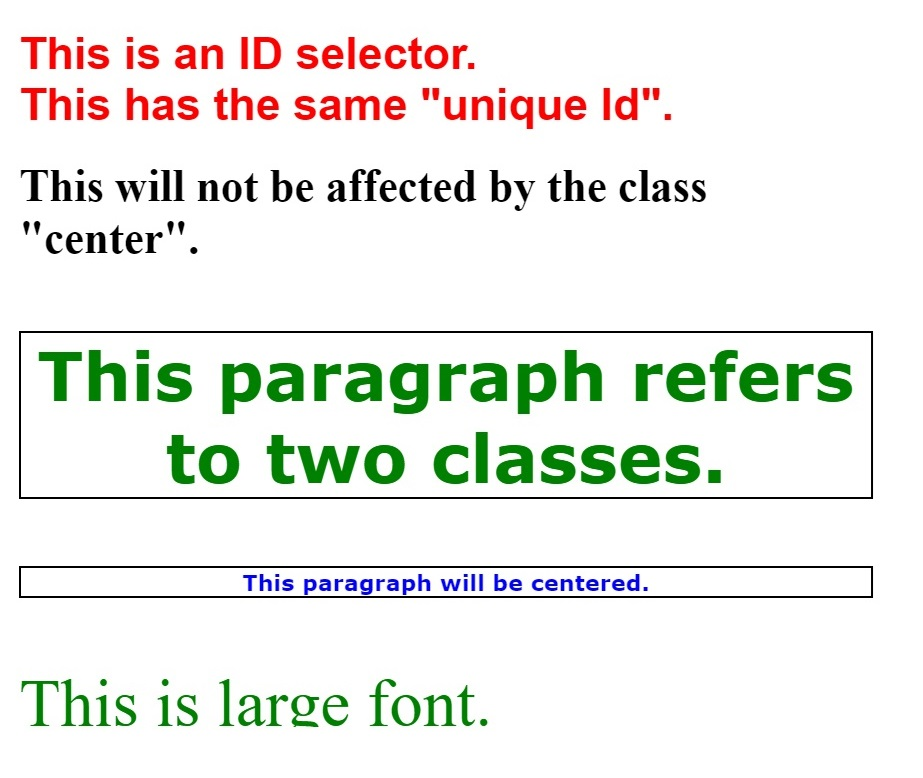 This is an ID selector.
This has the same "unique Id".
This will not be affected by the class
"center".
This paragraph refers
to two classes.
This paragraph will be centered.
This is large font.